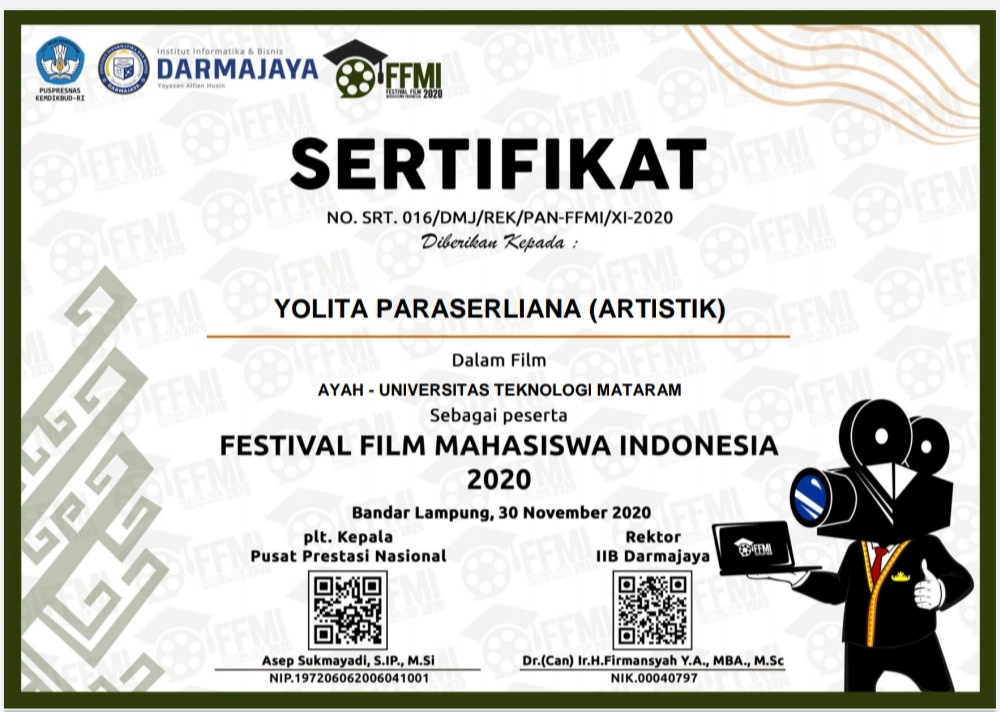 PUSPRESNAS
KEMDIKBUD-RI
Institut Informatika & Bisnis
DARMAJAYA
Yayasan Alfian Husin
FFMI
FESTIVAL FILM
MAHASISWA INDONESIA 2020
SERTIFIKAT
NO. SRT. 016/DMJ/REK/PAN-FFMI/XI-2020
Diberikan Kepada :
YOLITA PARASERLIANA (ARTISTIK)
Dalam Film
AYAH - UNIVERSITAS TEKNOLOGI MATARAM
Sebagai peserta
FESTIVAL FILM MAHASISWA INDONESIA
2020
Bandar Lampung, 30 November 2020
plt. Kepala
Pusat Prestasi Nasional
Rektor
IIB Darmajaya
FFMI
Asep Sukmayadi, S.IP., M.Si
NIP.197206062006041001
Dr.(Can) Ir.H.Firmansyah Y.A., MBA., M.Sc
NIK.00040797